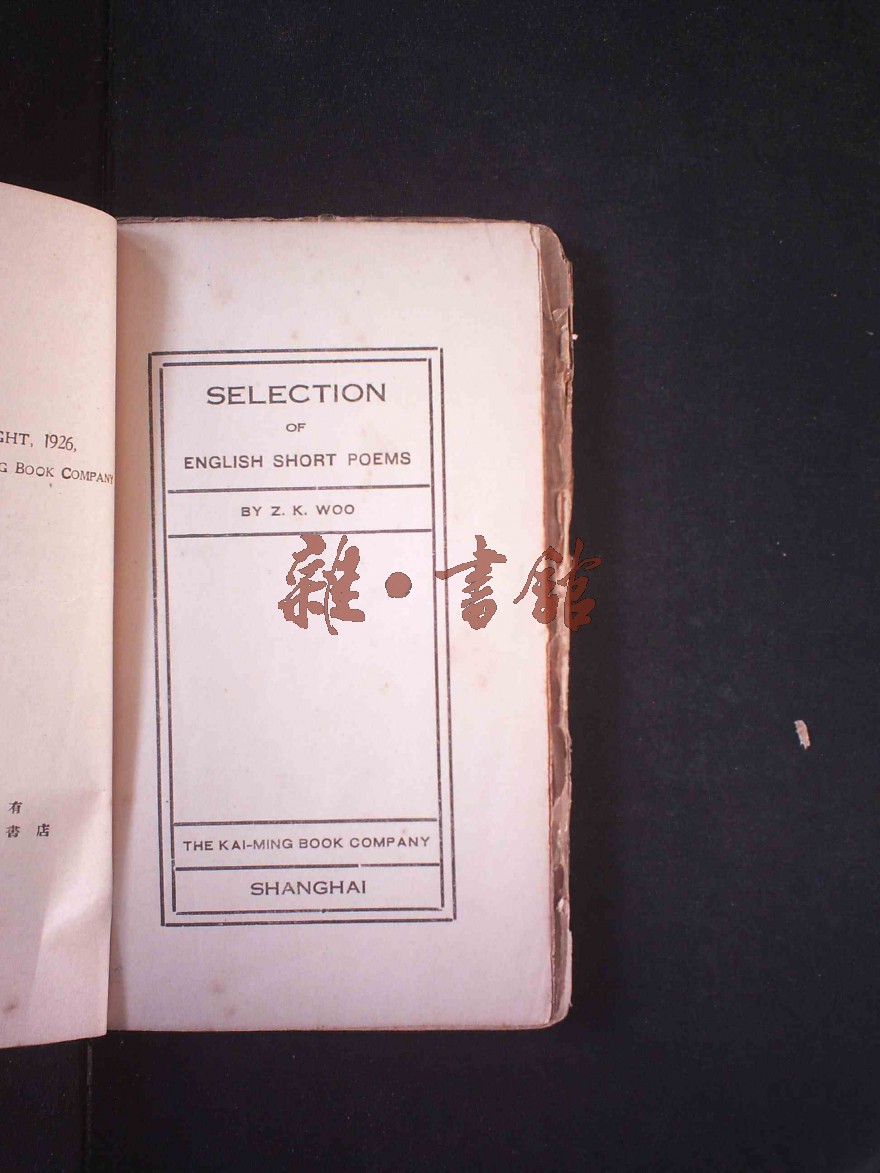 GHT, 1926,
G BOOK COMPANY
有
書 店
SELECTION
OF
ENGLISH SHORT POEMS
BY Z. K. WOO
雜·書館
THE KAI-MING BOOK COMPANY
SHANGHAI